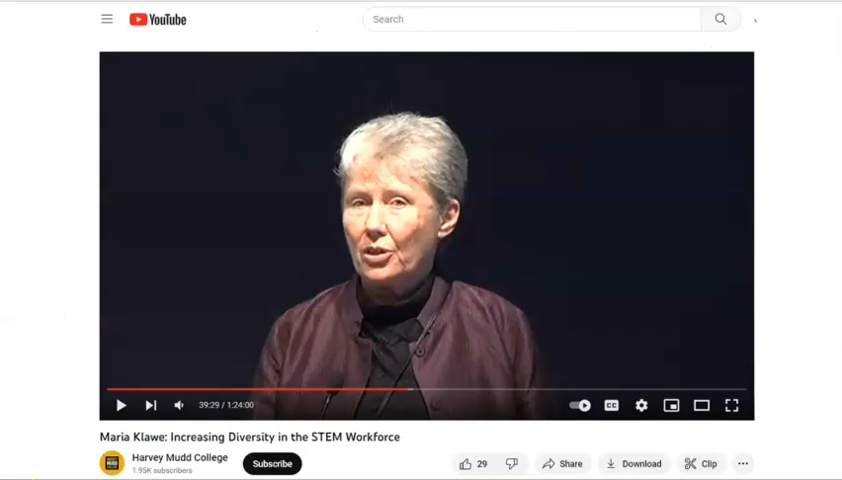 YouTube
Search
39:29 / 1:24:00
CC
Maria Klawe: Increasing Diversity in the STEM Workforce
Harvey Mudd College
1.95K subscribers
Subscribe
29
Share
Download
Clip